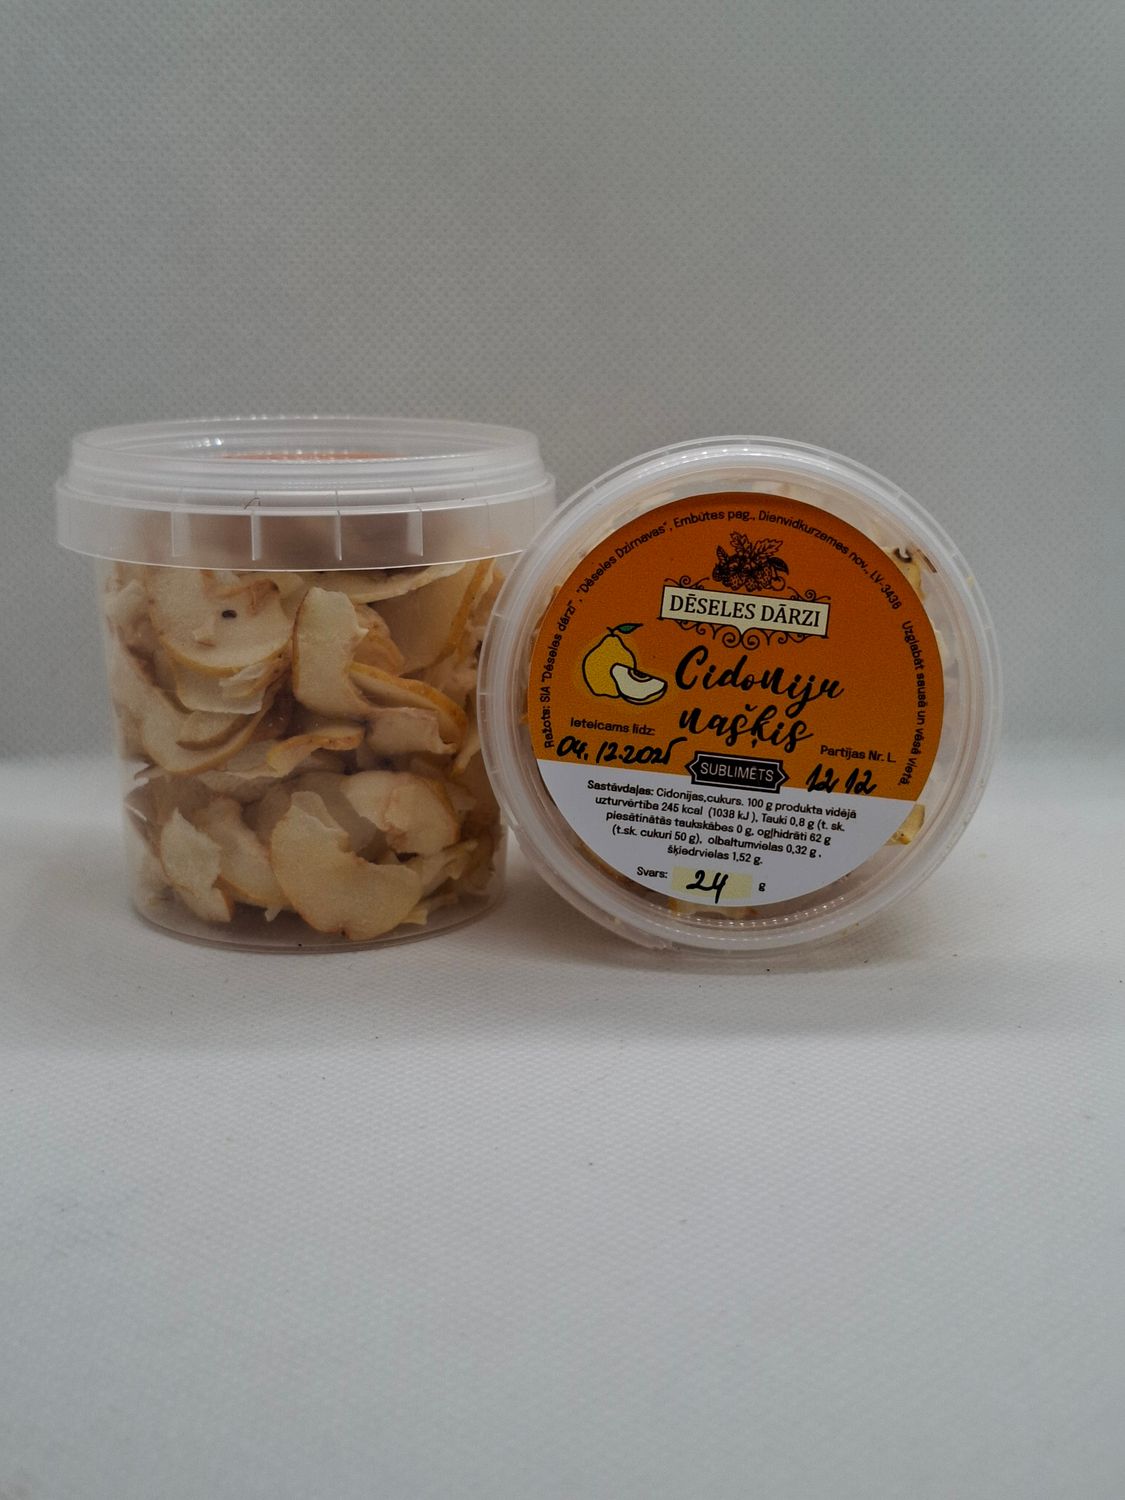 Ražots: SIA "Dēseles dārzi", "Dēseles Dzirnavas", Embūtes pag., Dienvidkurzemes nov., LV-3436
Uzglabāt sausā un vēsā vietā.
DĒSELES DĀRZI
Cidoniju
našķis
Ieteicams līdz:
04.12.2025
Partijas Nr. L.
12 12
SUBLIMĒTS
Sastāvdaļas: Cidonijas,cukurs. 100 g produkta vidējā
uzturvērtība 245 kcal (1038 kJ), Tauki 0,8 g (t. sk.
piesātinātās taukskābes 0 g, ogļhidrāti 62 g
(t.sk. cukuri 50 g), olbaltumvielas 0,32 g ,
šķiedrvielas 1,52 g.
Svars: 24 g